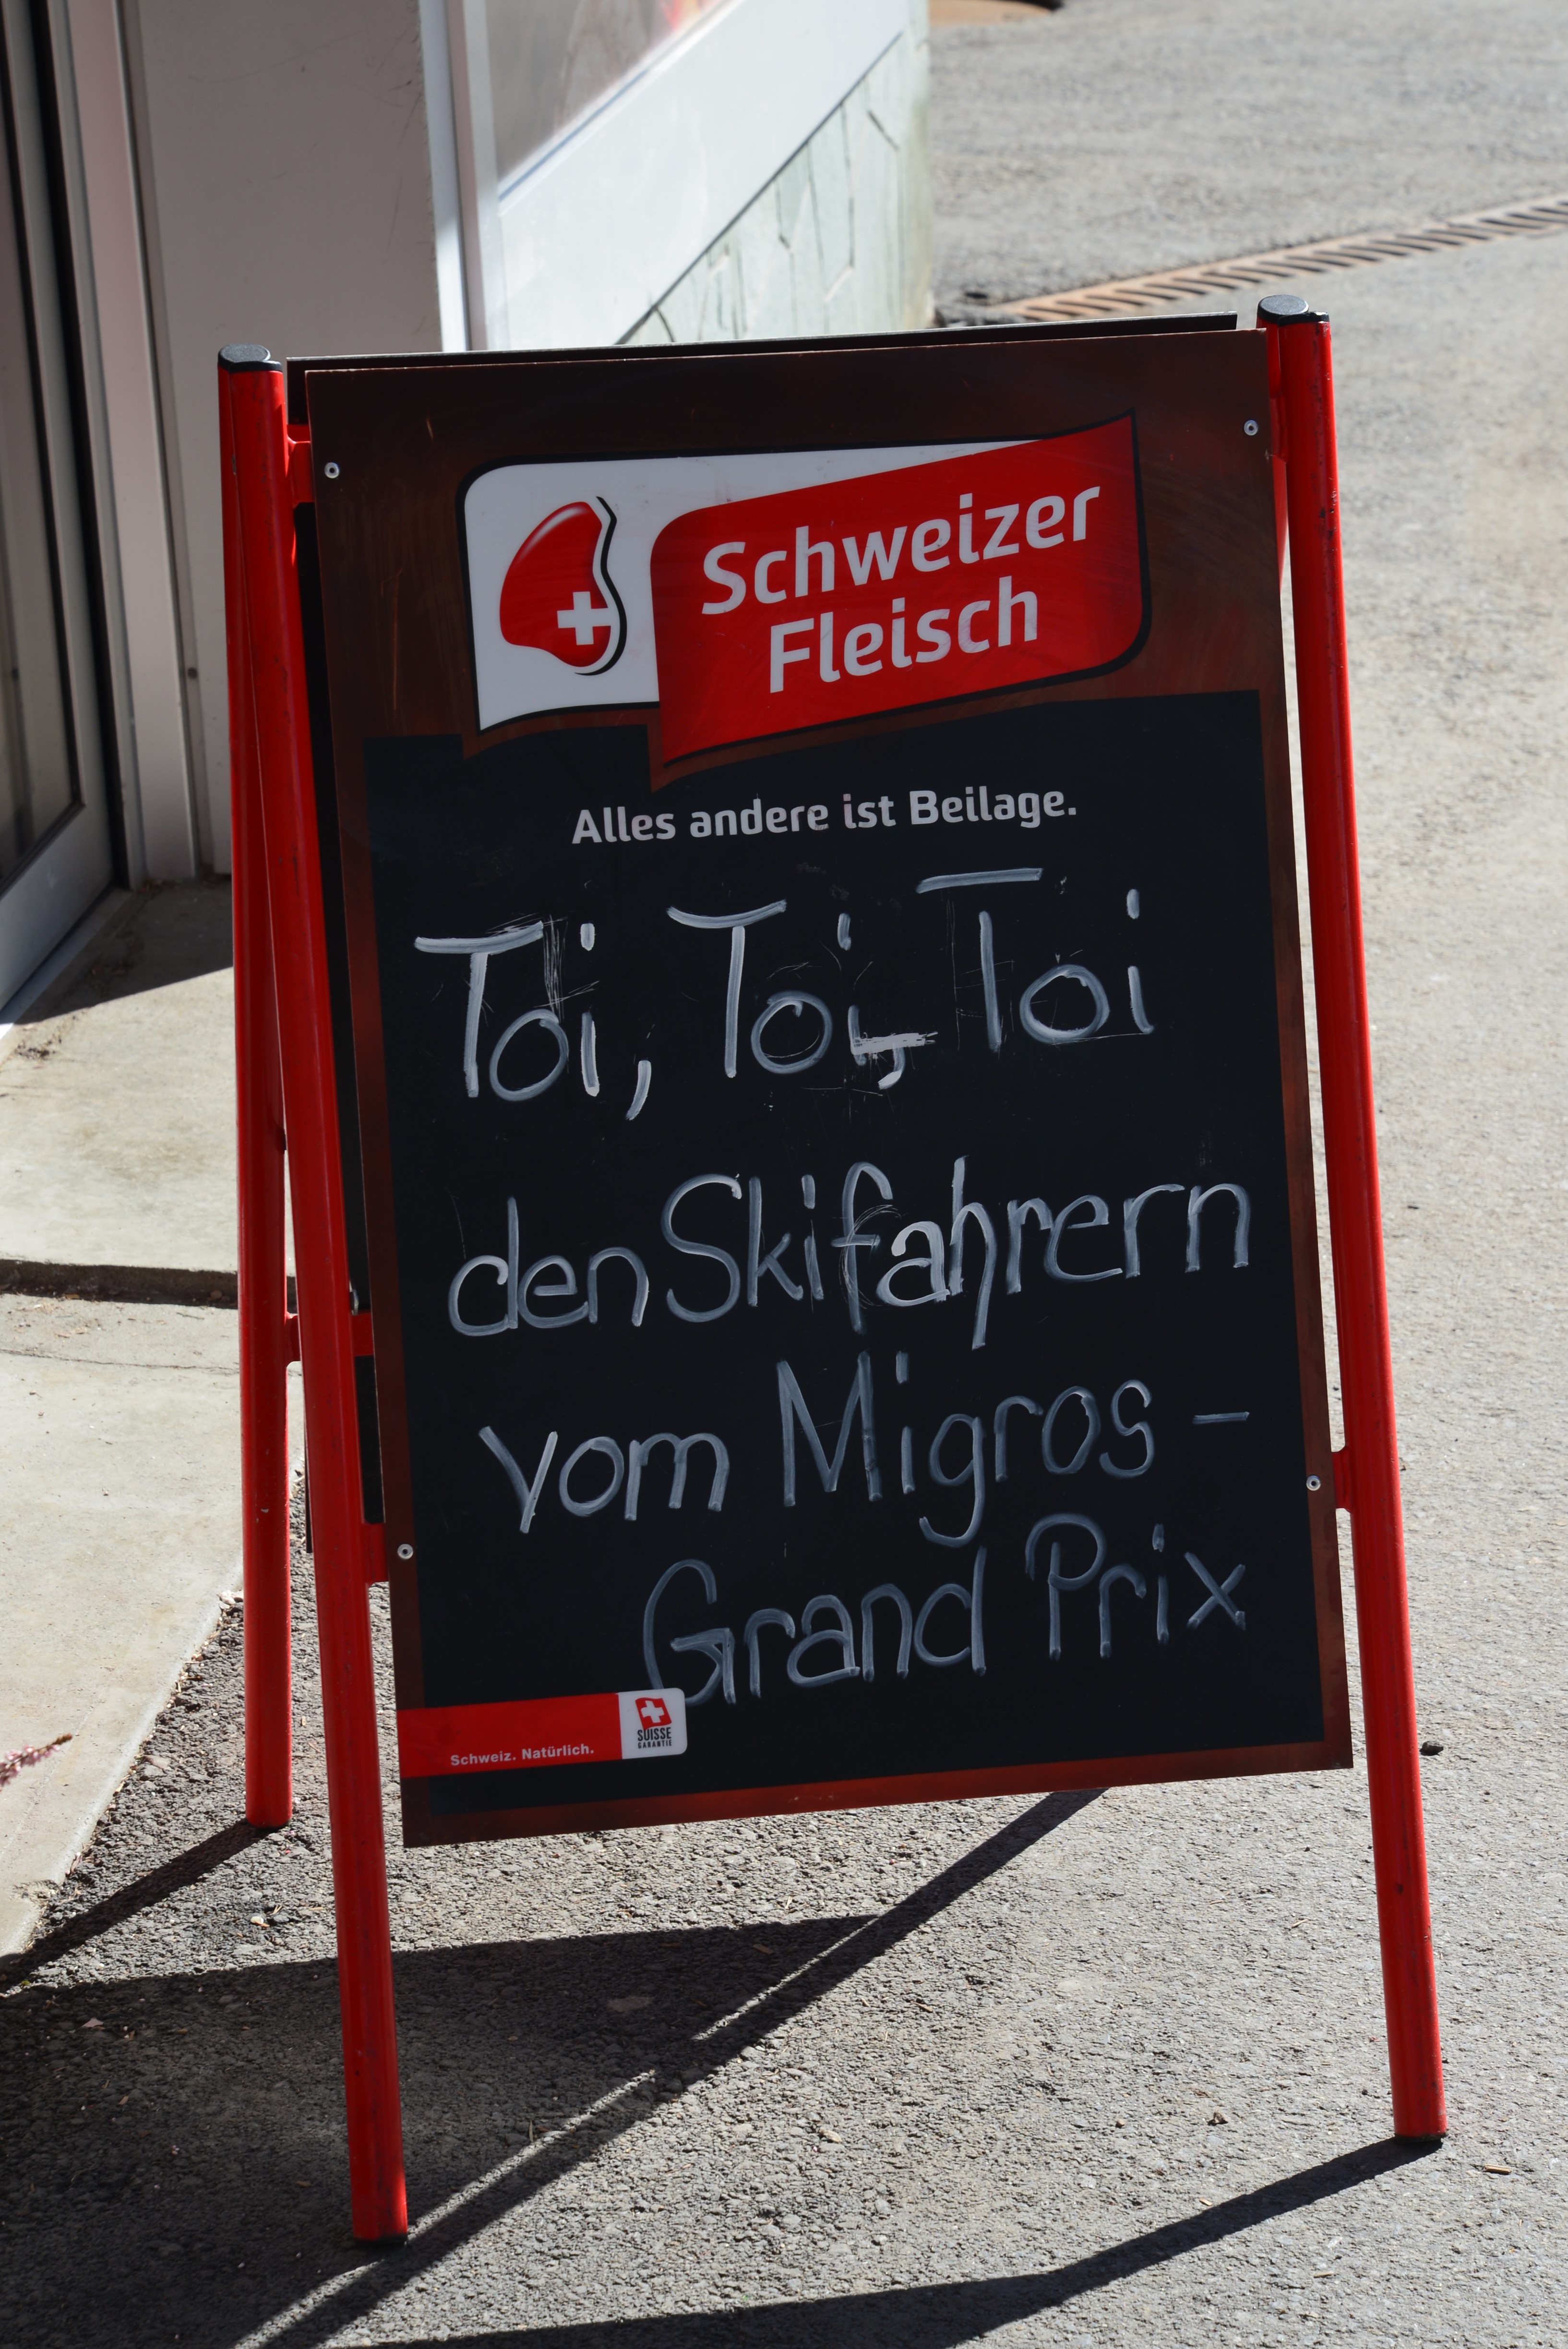 Schweizer
Fleisch
Alles andere ist Beilage.
Toi, Toi, Toi
den Skifahrern
vom Migros -
Grand Prix
Schweiz. Natürlich.
SUISSE
GARANTIE